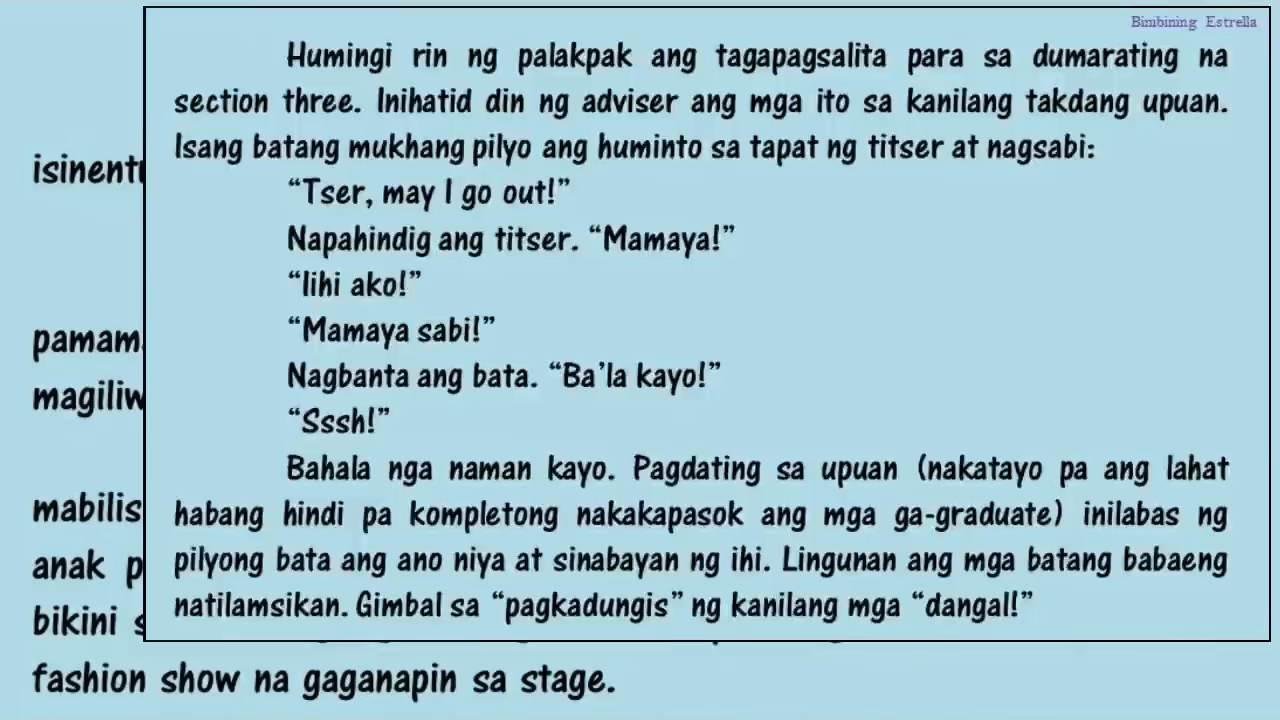 Bimbining Estrella
Humingi rin ng palakpak ang tagapagsalita para sa dumarating na
section three. Inihatid din ng adviser ang mga ito sa kanilang takdang upuan.
Isang batang mukhang pilyo ang huminto sa tapat ng titser at nagsabi:
“Tser, may I go out!”
Napahindig ang titser. “Mamaya!”
“Iihi ako!”
“Mamaya sabi!”
Nagbanta ang bata. “Ba’la kayo!”
“Sssh!”
Bahala nga naman kayo. Pagdating sa upuan (nakatayo pa ang lahat
habang hindi pa kompletong nakakapasok ang mga ga-graduate) inilabas ng
pilyong bata ang ano niya at sinabayan ng ihi. Lingunan ang mga batang babaeng
natilamsikan. Gimbal sa “pagkadungis” ng kanilang mga “dangal!”
magiliw
mabilis
anak p
bikini s
fashion show na gaganapin sa stage.